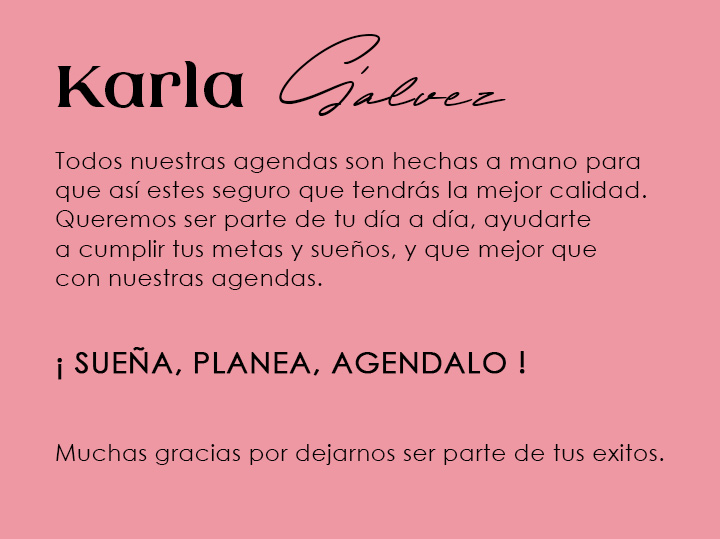 Karla Galvez
Todos nuestras agendas son hechas a mano para
que así estes seguro que tendrás la mejor calidad.
Queremos ser parte de tu día a día, ayudarte
a cumplir tus metas y sueños, y que mejor que
con nuestras agendas.
¡ SUEÑA, PLANEA, AGENDALO !
Muchas gracias por dejarnos ser parte de tus exitos.